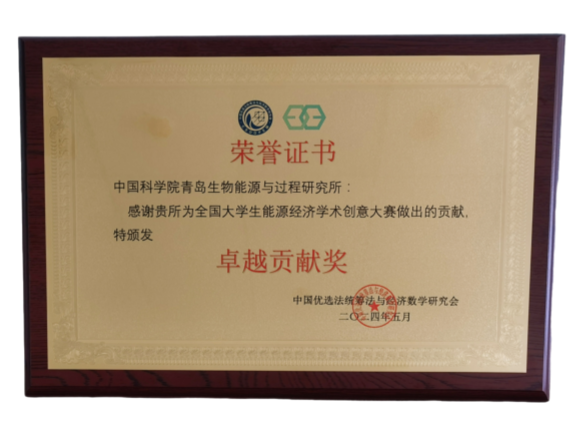 荣誉证书
中国科学院青岛生物能源与过程研究所：
感谢贵所为全国大学生能源经济学术创意大赛做出的贡献，
特颁发
卓越贡献奖
中国优选法统筹法与经济数学研究会
二〇二四年五月